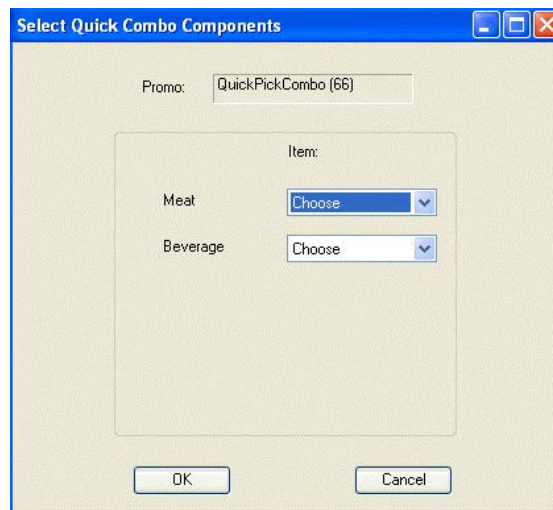 Select Quick Combo Components
Promo: QuickPickCombo (66)
Item:
Meat Choose
Beverage Choose
OK Cancel